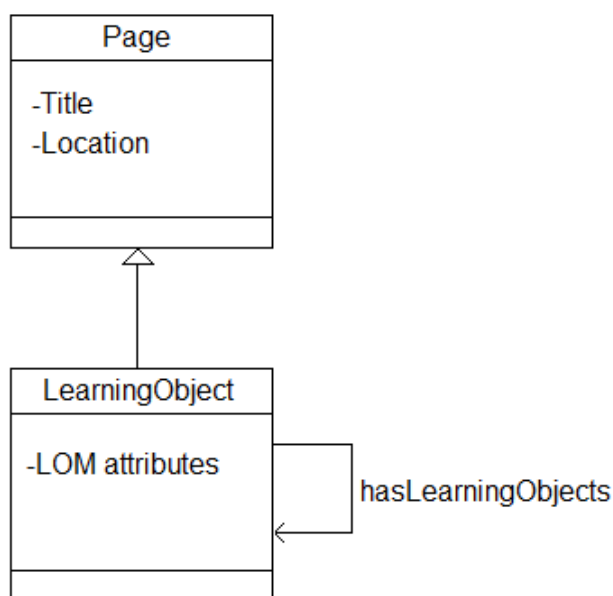 Page
-Title
-Location
LearningObject
-LOM attributes
hasLearningObjects